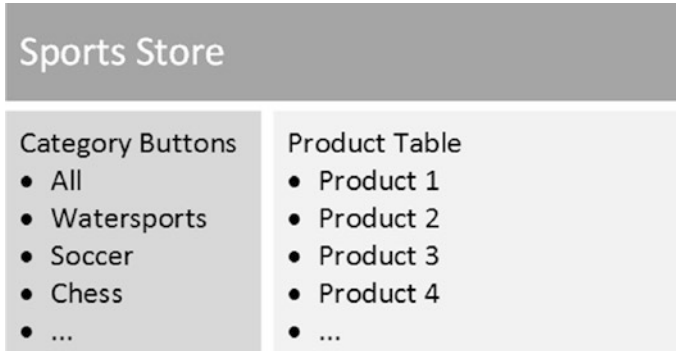 Sports Store
Category Buttons
• All
• Watersports
• Soccer
• Chess
• ...
Product Table
• Product 1
• Product 2
• Product 3
• Product 4
• ...